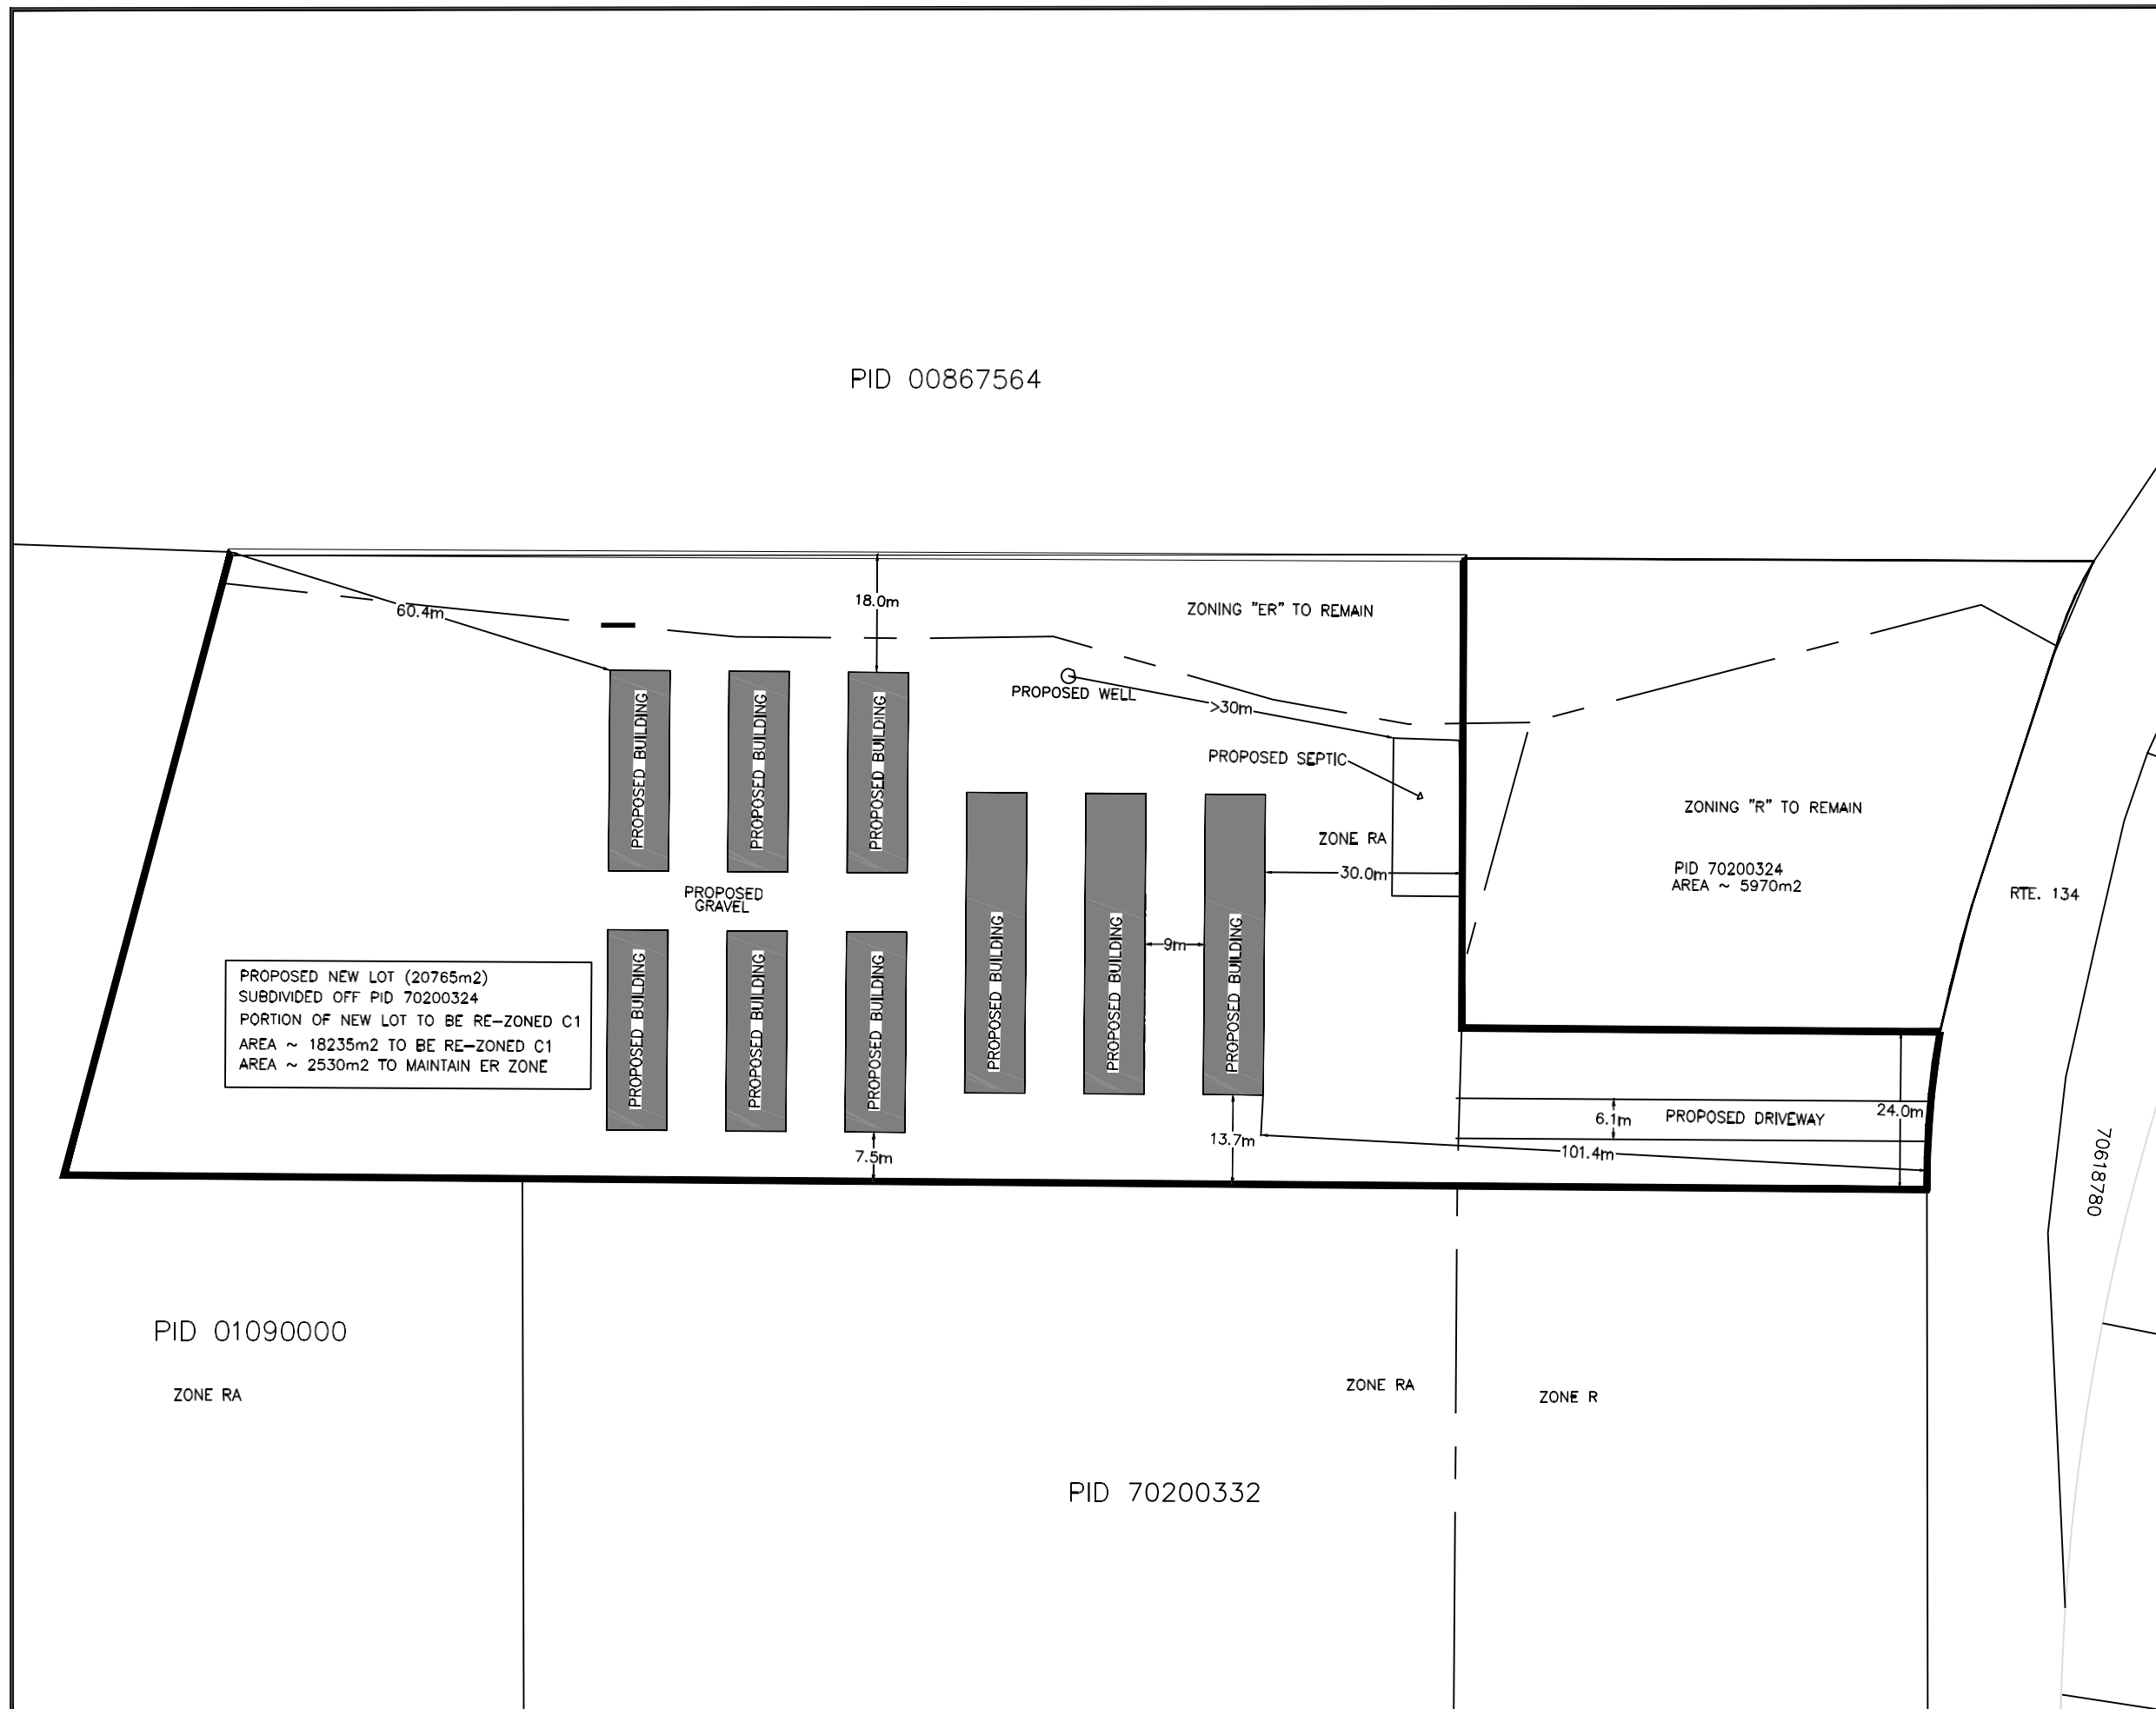 PID 00867564
60.4m
18.0m
ZONING "ER" TO REMAIN
PROPOSED WELL
>30m
PROPOSED SEPTIC
ZONE RA
30.0m
ZONING "R" TO REMAIN
PID 70200324
AREA ~ 5970m2
RTE. 134
PROPOSED BUILDING
PROPOSED BUILDING
PROPOSED BUILDING
PROPOSED
GRAVEL
PROPOSED BUILDING
PROPOSED BUILDING
PROPOSED BUILDING
PROPOSED BUILDING
PROPOSED BUILDING
PROPOSED BUILDING
9m
PROPOSED NEW LOT (20765m2)
SUBDIVIDED OFF PID 70200324
PORTION OF NEW LOT TO BE RE-ZONED C1
AREA ~ 18235m2 TO BE RE-ZONED C1
AREA ~ 2530m2 TO MAINTAIN ER ZONE
7.5m
13.7m
6.1m
PROPOSED DRIVEWAY
24.0m
101.4m
70618780
PID 01090000
ZONE RA
ZONE RA
ZONE R
PID 70200332